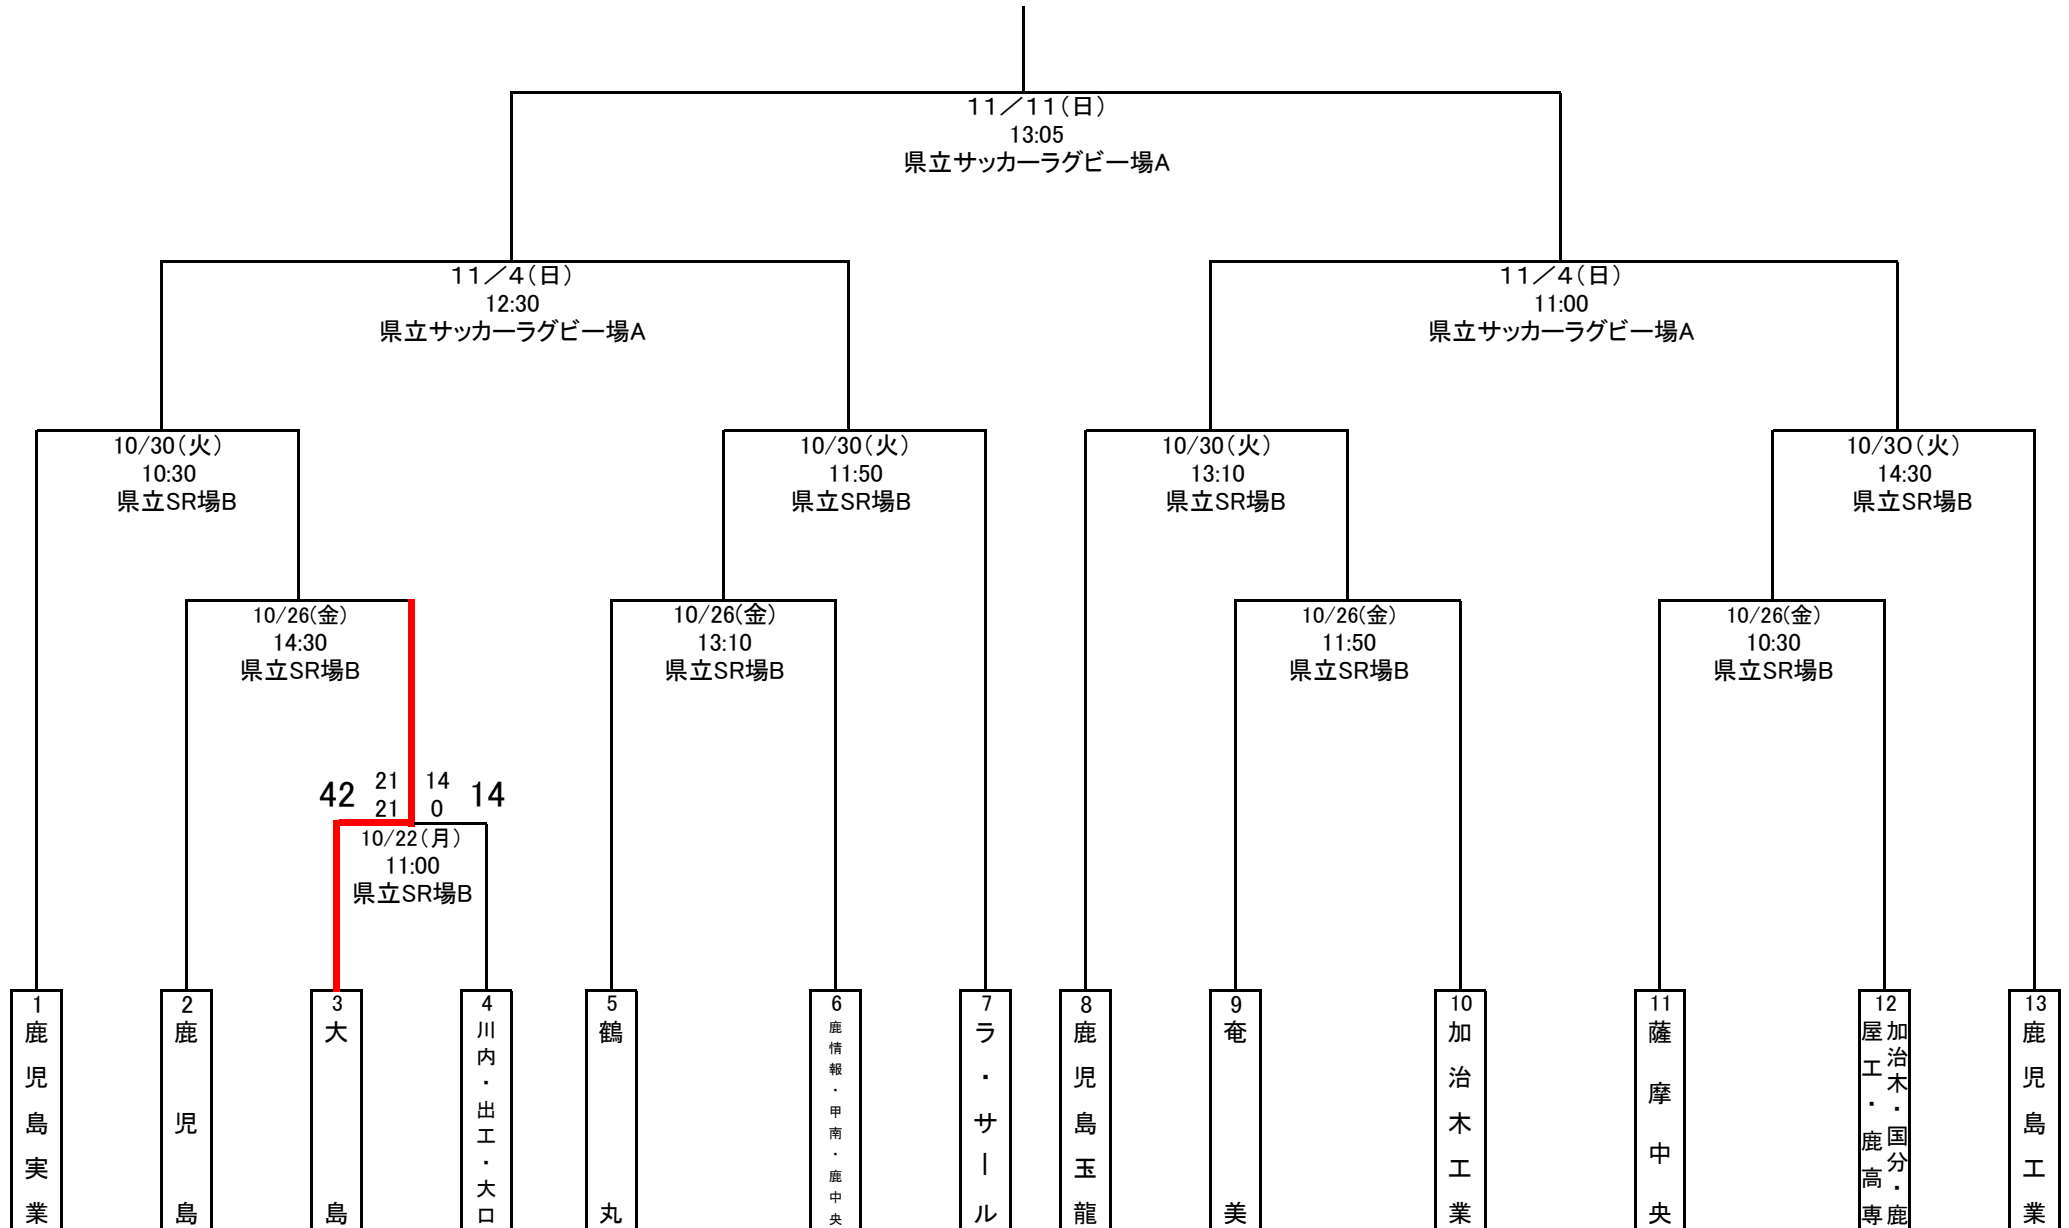 11／11（日）
13:05
県立サッカーラグビー場A
11／4（日）
12:30
県立サッカーラグビー場A
11／4（日）
11:00
県立サッカーラグビー場A
10/30（火）
10:30
県立SR場B
10/30（火）
11:50
県立SR場B
10/30（火）
13:10
県立SR場B
10/30（火）
14:30
県立SR場B
10/26(金)
14:30
県立SR場B
10/26(金)
13:10
県立SR場B
10/26(金)
11:50
県立SR場B
10/26(金)
10:30
県立SR場B
42 21 14 14
21 0
10/22（月）
11:00
県立SR場B
1
鹿児島実業
2
鹿児島
3
大島
4
川内・出工・大口
5
鶴丸
6
鹿情報・甲南・鹿中央
7
ラ・サール
8
鹿児島玉龍
9
奄美
10
加治木工業
11
薩摩中央
12
加治木・国分・鹿
屋工・鹿高専
13
鹿児島工業